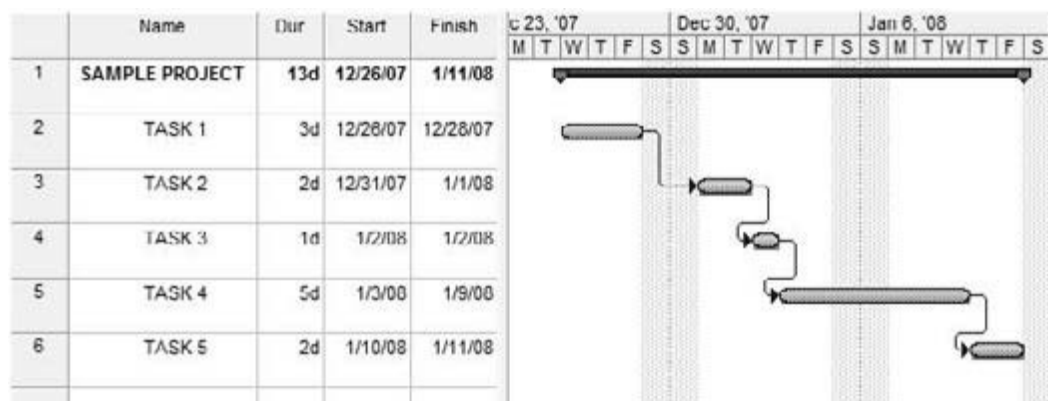 Name Dur Start Finish c 23, '07 Dec 30, '07 Jan 6, '08
M T W T F S S M T W T F S S M T W T F S
1 SAMPLE PROJECT 13d 12/26/07 1/11/08
2 TASK 1 3d 12/26/07 12/28/07
3 TASK 2 2d 12/31/07 1/1/08
4 TASK 3 1d 1/2/08 1/2/08
5 TASK 4 5d 1/3/08 1/9/08
6 TASK 5 2d 1/10/08 1/11/08